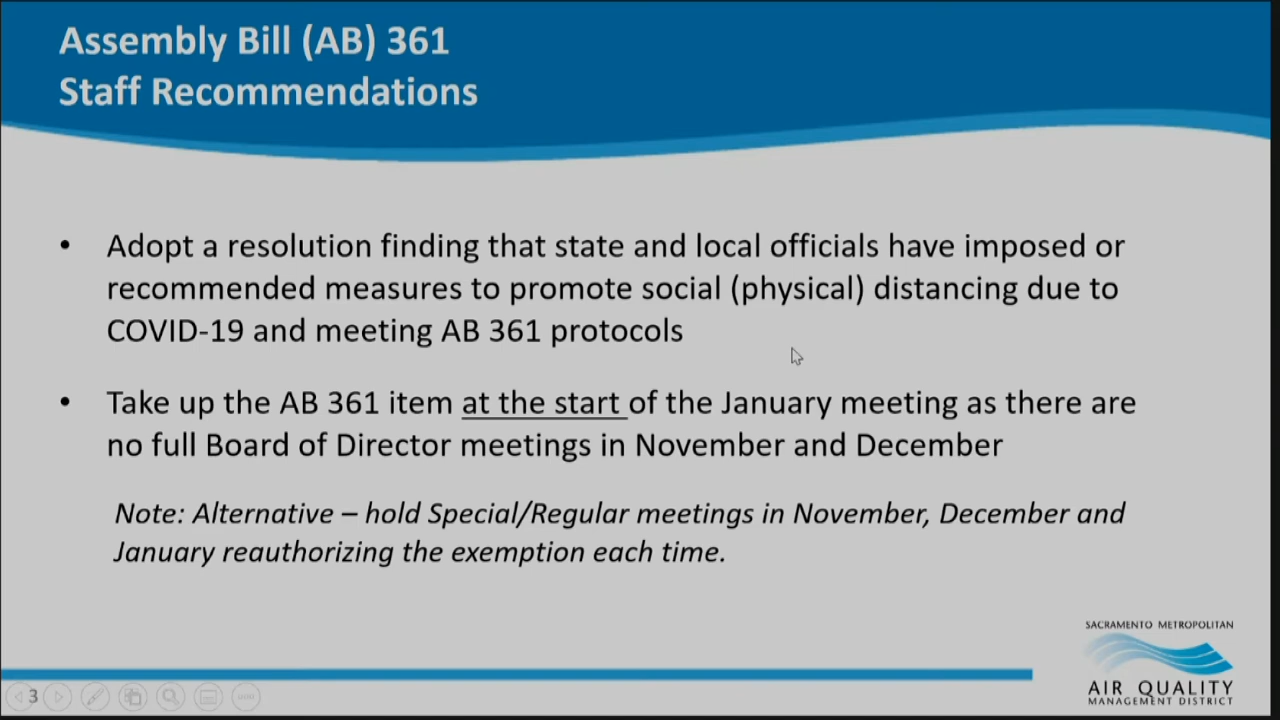 Assembly Bill (AB) 361
Staff Recommendations
• Adopt a resolution finding that state and local officials have imposed or
recommended measures to promote social (physical) distancing due to
COVID-19 and meeting AB 361 protocols
• Take up the AB 361 item at the start of the January meeting as there are
no full Board of Director meetings in November and December
Note: Alternative – hold Special/Regular meetings in November, December and
January reauthorizing the exemption each time.
SACRAMENTO METROPOLITAN
AIR QUALITY
MANAGEMENT DISTRICT
3